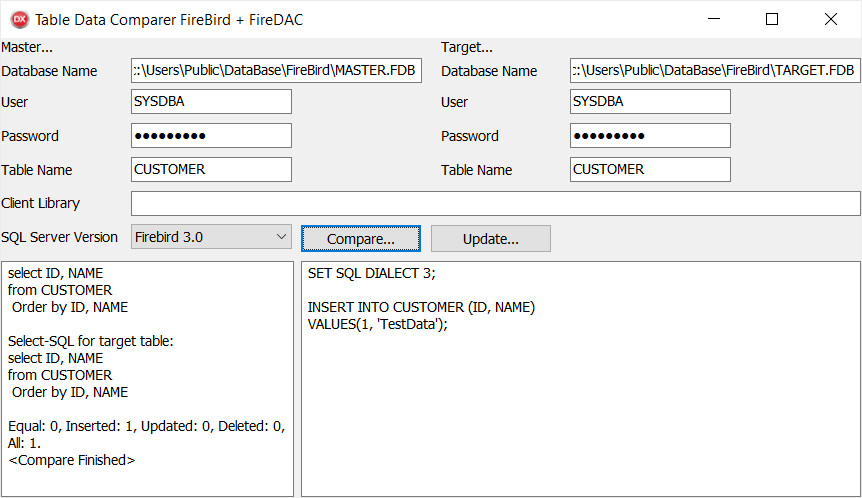 DX Table Data Comparer FireBird + FireDAC
Master... Target...
Database Name ::\Users\Public\DataBase\FireBird\MASTER.FDB Database Name ::\Users\Public\DataBase\FireBird\TARGET.FDB
User SYSDBA User SYSDBA
Password ●●●●●●●●● Password ●●●●●●●●●
Table Name CUSTOMER Table Name CUSTOMER
Client Library
SQL Server Version Firebird 3.0 Compare... Update...
select ID, NAME
from CUSTOMER
Order by ID, NAME
Select-SQL for target table:
select ID, NAME
from CUSTOMER
Order by ID, NAME
Equal: 0, Inserted: 1, Updated: 0, Deleted: 0,
All: 1.
<Compare Finished>
SET SQL DIALECT 3;
INSERT INTO CUSTOMER (ID, NAME)
VALUES(1, 'TestData');